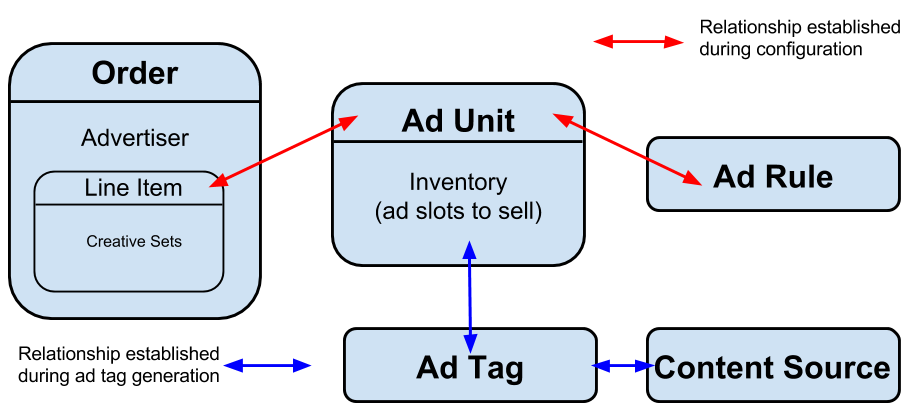 Relationship established
during configuration
Order
Advertiser
Line Item
Creative Sets
Ad Unit
Inventory
(ad slots to sell)
Ad Rule
Relationship established
during ad tag generation
Ad Tag
Content Source